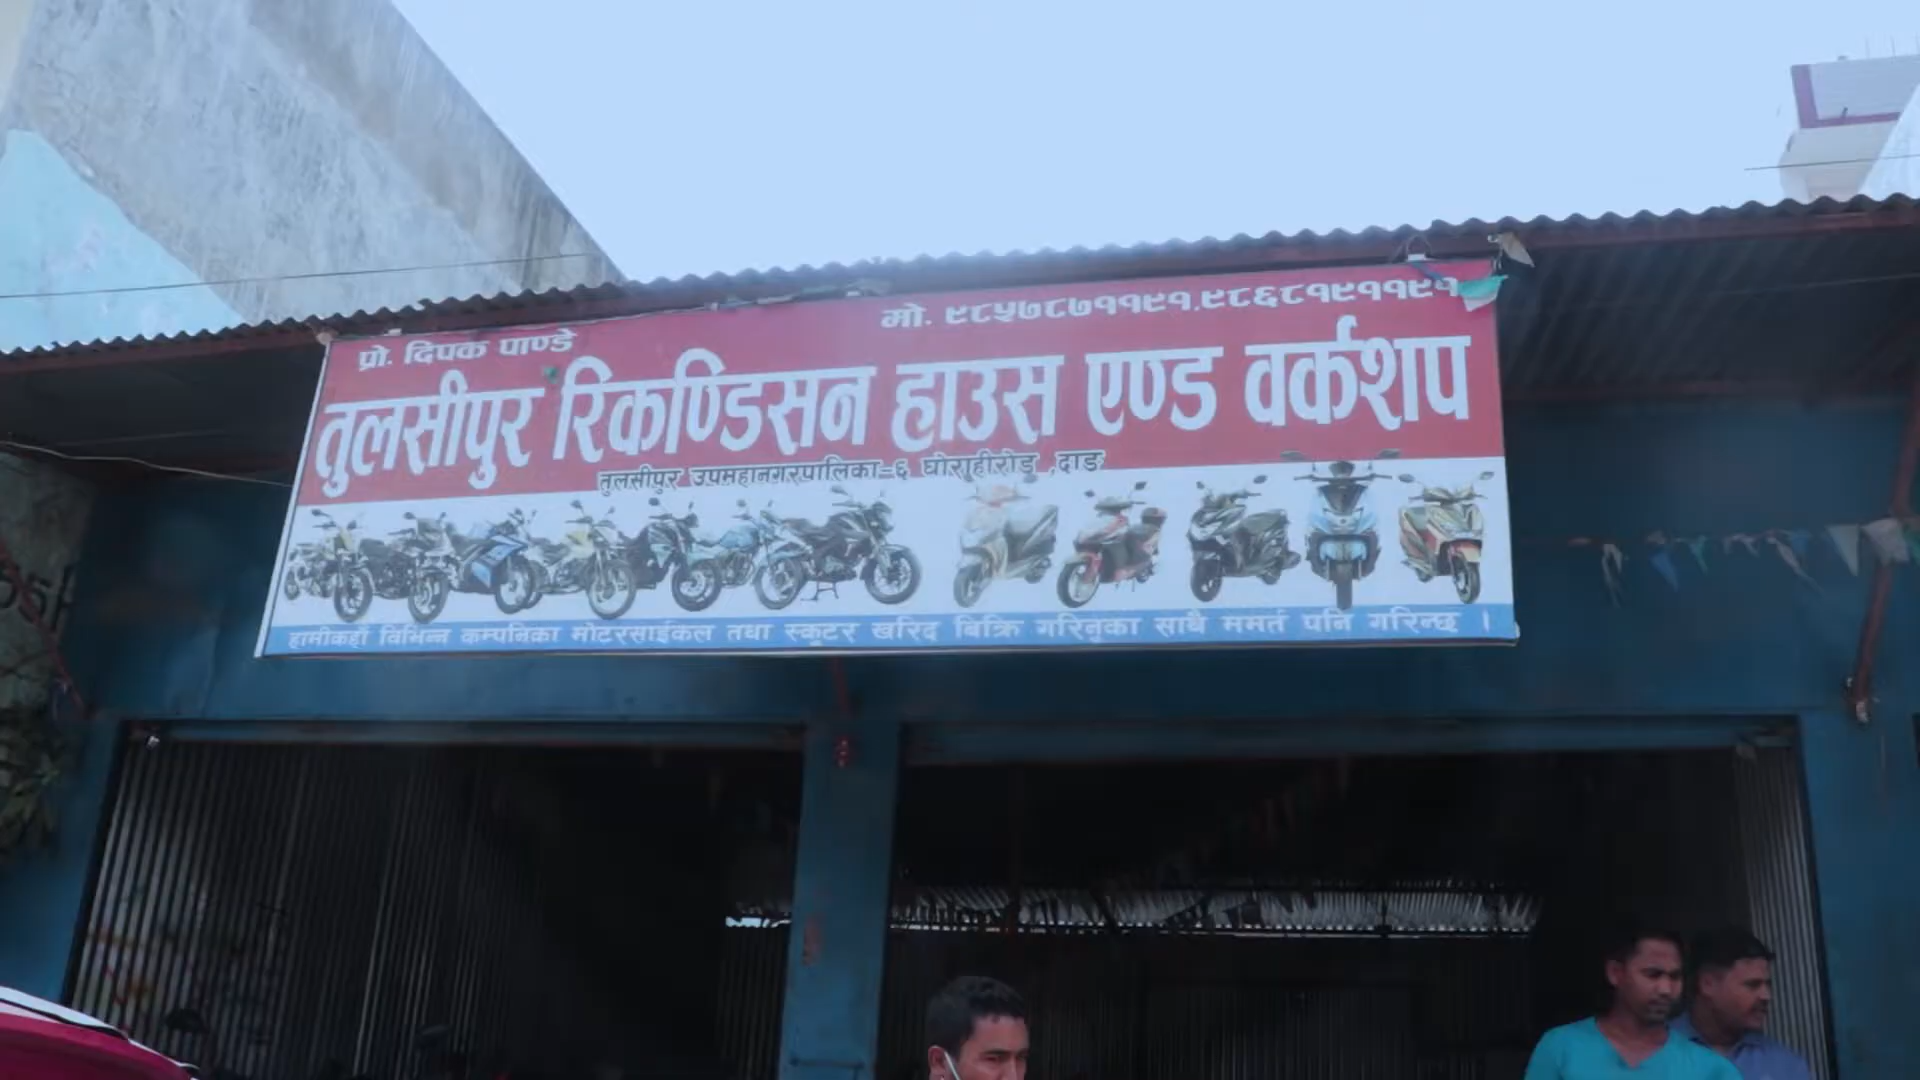 प्रो. दिपक पाण्डे
मो. ९८५७८७११९१,९८६८१९११९१
तुलसीपुर रिकण्डिसन हाउस एण्ड वर्कशप
तुलसीपुर उपमहानगरपालिका-६ घोराहीरोड ,दाङ
हामीकहाँ विभिन्न कम्पनिका मोटरसाईकल तथा स्कुटर खरिद बिक्रि गरिनुका साथै मर्मत पनि गरिन्छ ।